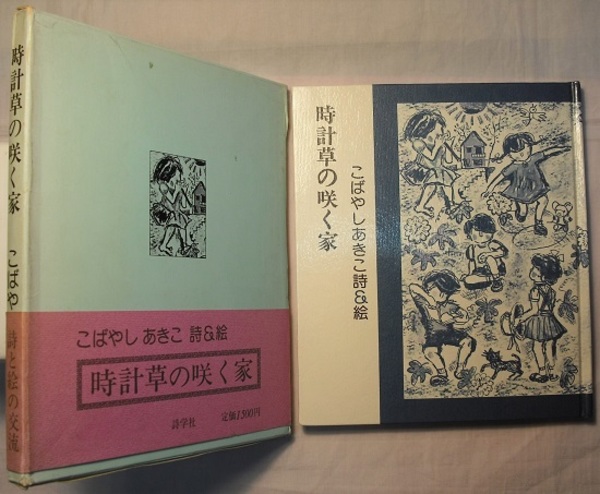 時計草の咲く家
こばや
詩と絵の交流
こばやし あきこ 詩&絵
時計草の咲く家
詩学社
定価1,500円
時計草の咲く家
こばやしあきこ詩&絵